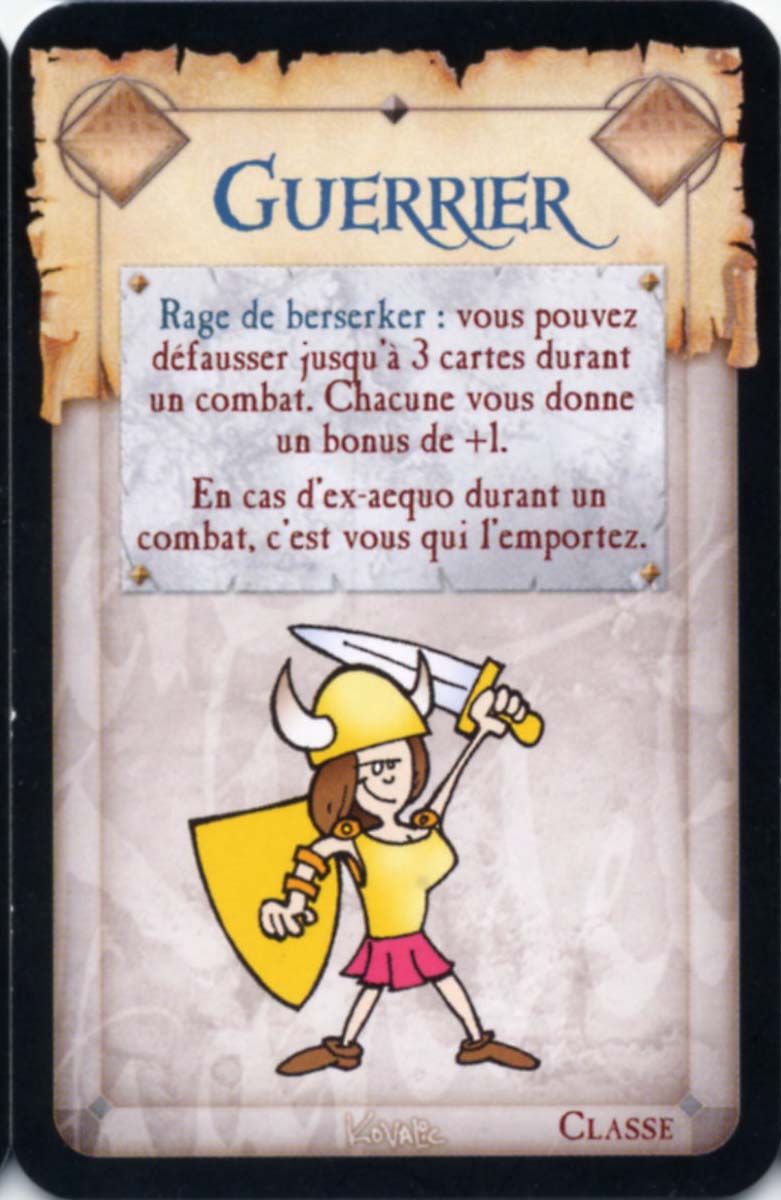 GUERRIER
Rage de berserker : vous pouvez
défausser jusqu'à 3 cartes durant
un combat. Chacune vous donne
un bonus de +1.
En cas d'ex-aequo durant un
combat, c'est vous qui l'emportez.
KOVALIC
CLASSE